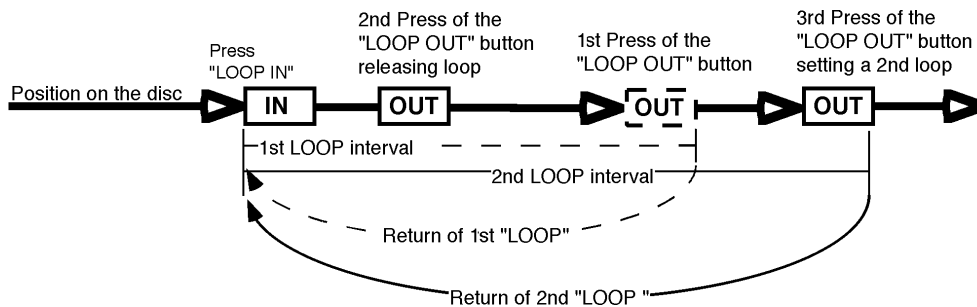 Press
"LOOP IN"
2nd Press of the
"LOOP OUT" button
releasing loop
1st Press of the
"LOOP OUT" button
3rd Press of the
"LOOP OUT" button
setting a 2nd loop
Position on the disc
IN
OUT
OUT
OUT
1st LOOP interval
2nd LOOP interval
Return of 1st "LOOP"
Return of 2nd "LOOP "